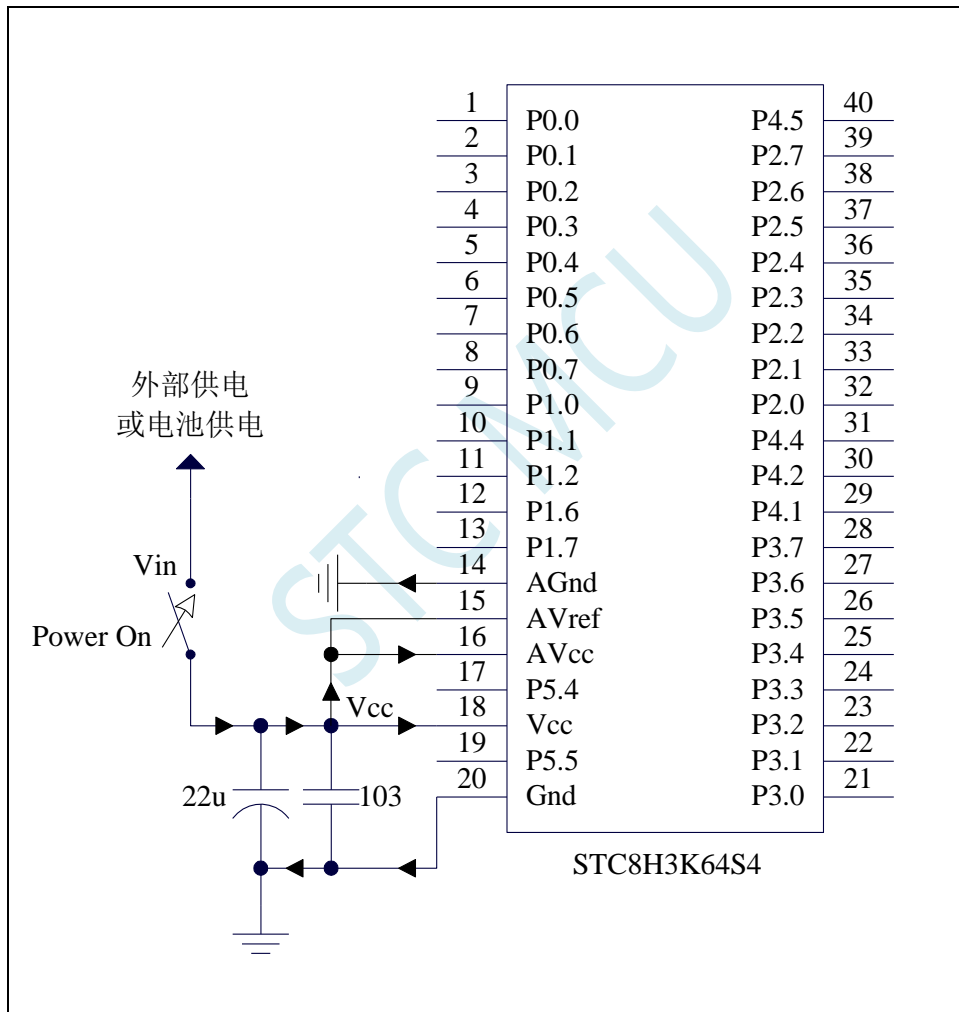 1 P0.0 P4.5 40
2 P0.1 P2.7 39
3 P0.2 P2.6 38
4 P0.3 P2.5 37
5 P0.4 P2.4 36
6 P0.5 P2.3 35
7 P0.6 P2.2 34
8 P0.7 P2.1 33
9 P1.0 P2.0 32
10 P1.1 P4.4 31
11 P1.2 P4.2 30
12 P1.6 P4.1 29
13 P1.7 P3.7 28
14 AGnd P3.6 27
15 AVref P3.5 26
16 AVcc P3.4 25
17 P5.4 P3.3 24
18 Vcc P3.2 23
19 P5.5 P3.1 22
20 Gnd P3.0 21
外部供电
或电池供电
Vin
Power On
Vcc
22u
103
STC8H3K64S4
STC MCU